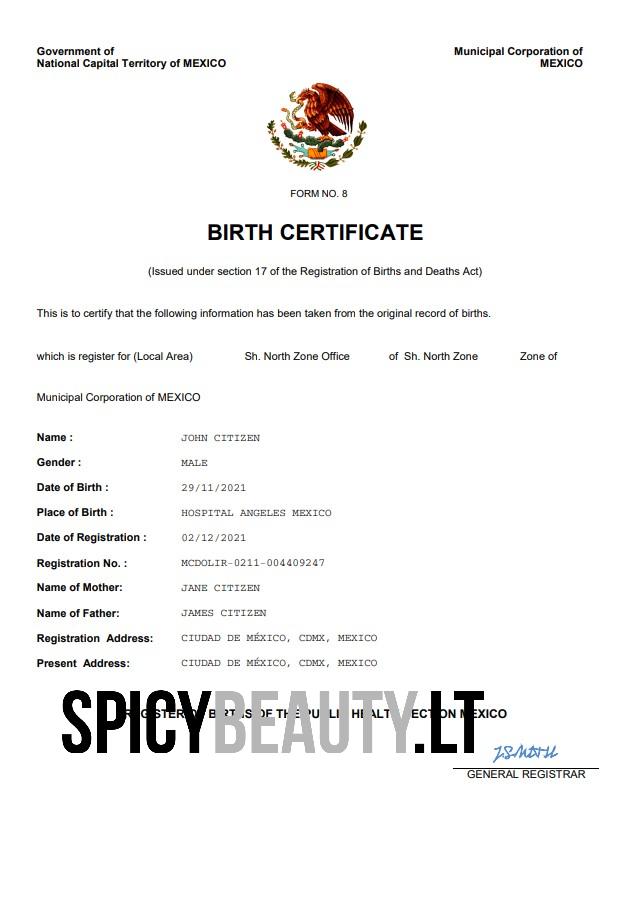 Government of
National Capital Territory of MEXICO
Municipal Corporation of
MEXICO
FORM NO. 8
BIRTH CERTIFICATE
(Issued under section 17 of the Registration of Births and Deaths Act)
This is to certify that the following information has been taken from the original record of births.
which is register for (Local Area) Sh. North Zone Office of Sh. North Zone Zone of
Municipal Corporation of MEXICO
Name : JOHN CITIZEN
Gender : MALE
Date of Birth : 29/11/2021
Place of Birth : HOSPITAL ANGELES MEXICO
Date of Registration : 02/12/2021
Registration No. : MCDOLIR-0211-004409247
Name of Mother: JANE CITIZEN
Name of Father: JAMES CITIZEN
Registration Address: CIUDAD DE MÉXICO, CDMX, MEXICO
Present Address: CIUDAD DE MÉXICO, CDMX, MEXICO
BIRTHS OF THE PUBLIC HEALTH SECTION MEXICO
SPICYBEAUTY.LT
GENERAL REGISTRAR